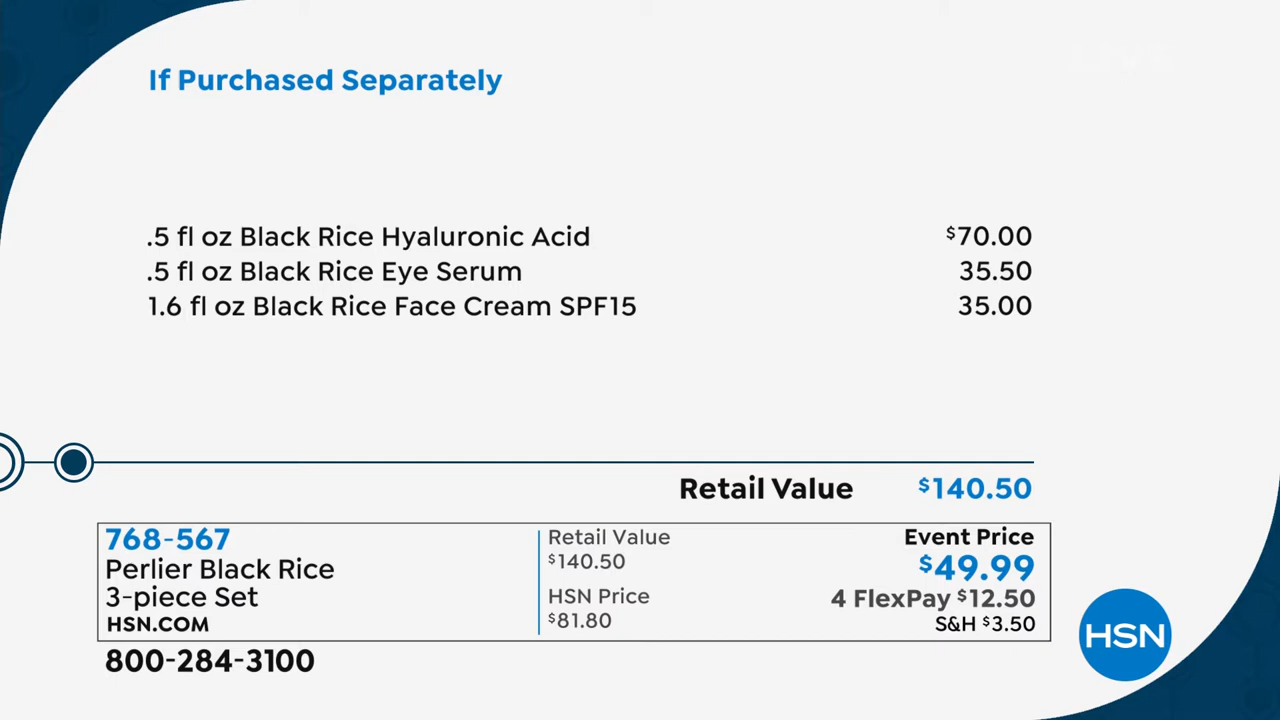 If Purchased Separately
.5 fl oz Black Rice Hyaluronic Acid $70.00
.5 fl oz Black Rice Eye Serum 35.50
1.6 fl oz Black Rice Face Cream SPF15 35.00
Retail Value $140.50
768-567
Perlier Black Rice
3-piece Set
HSN.COM
Retail Value
$140.50
HSN Price
$81.80
Event Price
$49.99
4 FlexPay $12.50
S&H $3.50
HSN
800-284-3100